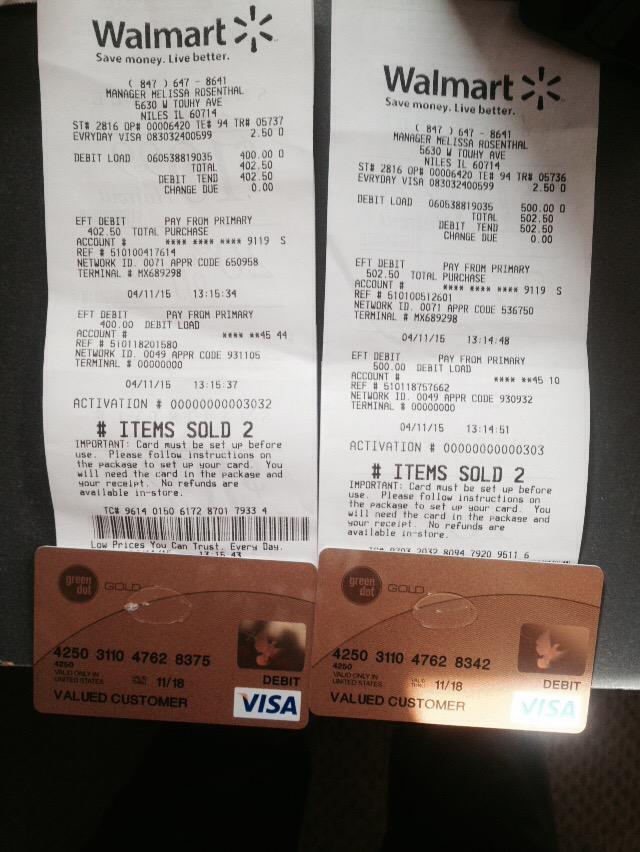 Walmart
Save money. Live better.
( 847 ) 647 - 8641
MANAGER MELISSA ROSENTHAL
5630 W TOUHY AVE
NILES IL 60714
ST# 2816 OP# 00006420 TE# 94 TR# 05737
EVRYDAY VISA 083032400599 2.50 O
DEBIT LOAD 060538819035 400.00 O
TOTAL 402.50
DEBIT TEND 402.50
CHANGE DUE 0.00
EFT DEBIT PAY FROM PRIMARY
402.50 TOTAL PURCHASE
ACCOUNT # **** **** **** 9119 S
REF # 510100417614
NETWORK ID. 0071 APPR CODE 650958
TERMINAL # MX689298
04/11/15 13:15:34
EFT DEBIT PAY FROM PRIMARY
400.00 DEBIT LOAD
ACCOUNT # **** **45 44
REF # 510118201580
NETWORK ID. 0049 APPR CODE 931105
TERMINAL # 00000000
04/11/15 13:15:37
ACTIVATION # 00000000003032
# ITEMS SOLD 2
IMPORTANT: Card must be set up before
use. Please follow instructions on
the package to set up your card. You
will need the card in the package and
your receipt. No refunds are
available in-store.
TC# 9614 0150 6172 8701 7933 4
Low Prices You Can Trust. Every Day.
13:15:43
green
dot
GOLD
4250 3110 4762 8375
4250
VALID ONLY IN
UNITED STATES
11/18
DEBIT
VALUED CUSTOMER
VISA
Walmart
Save money. Live better.
( 847 ) 647 - 8641
MANAGER MELISSA ROSENTHAL
5630 W TOUHY AVE
NILES IL 60714
ST# 2816 OP# 00006420 TE# 94 TR# 05736
EVRYDAY VISA 083032400599 2.50 O
DEBIT LOAD 060538819035 500.00 O
TOTAL 502.50
DEBIT TEND 502.50
CHANGE DUE 0.00
EFT DEBIT PAY FROM PRIMARY
502.50 TOTAL PURCHASE
ACCOUNT # **** **** **** 9119 S
REF # 510100512601
NETWORK ID. 0071 APPR CODE 536750
TERMINAL # MX689298
04/11/15 13:14:48
EFT DEBIT PAY FROM PRIMARY
500.00 DEBIT LOAD
ACCOUNT # **** **45 10
REF # 510118757662
NETWORK ID. 0049 APPR CODE 930932
TERMINAL # 00000000
04/11/15 13:14:51
ACTIVATION # 00000000000303
# ITEMS SOLD 2
IMPORTANT: Card must be set up before
use. Please follow instructions on
the package to set up your card. You
will need the card in the package and
your receipt. No refunds are
available in-store.
TC# 0203 2032 8094 7920 9511 6
green
dot
GOLD
4250 3110 4762 8342
4250
VALID ONLY IN
UNITED STATES
11/18
DEBIT
VALUED CUSTOMER
VISA